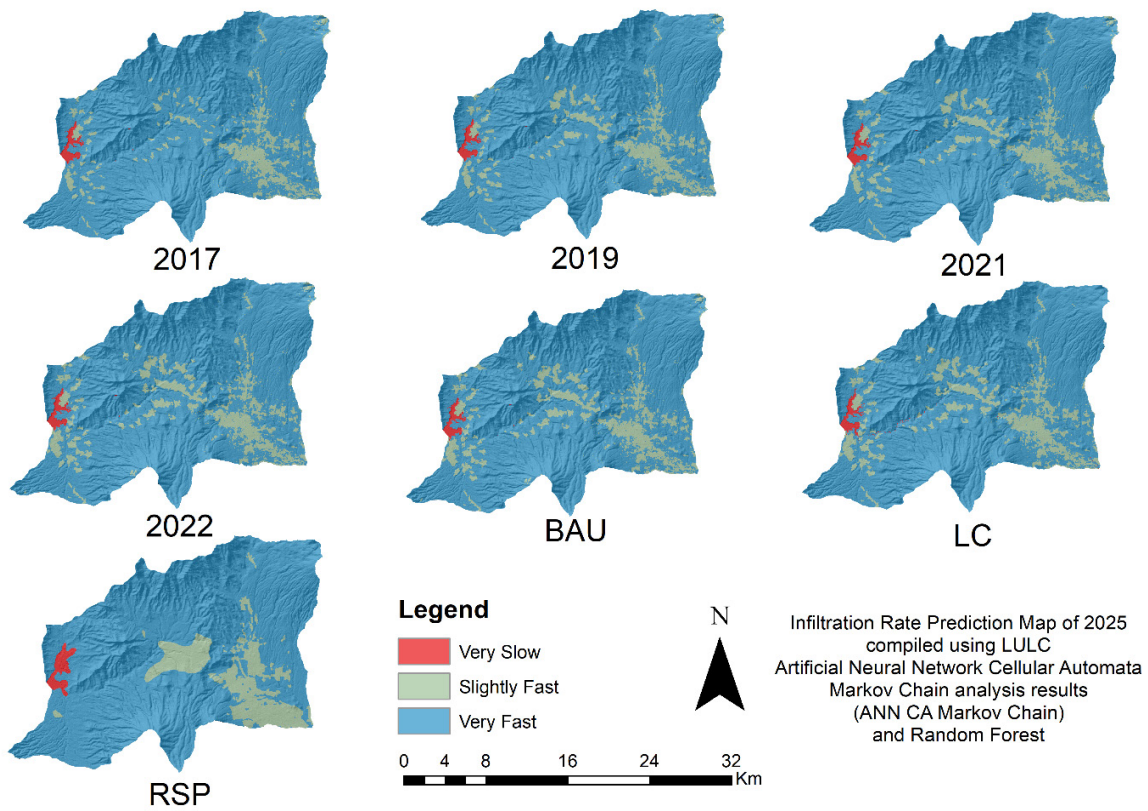 2017
2019
2021
2022
BAU
LC
RSP
Legend
Very Slow
Slightly Fast
Very Fast
N
0 4 8 16 24 32
Km
Infiltration Rate Prediction Map of 2025
compiled using LULC
Artificial Neural Network Cellular Automata
Markov Chain analysis results
(ANN CA Markov Chain)
and Random Forest